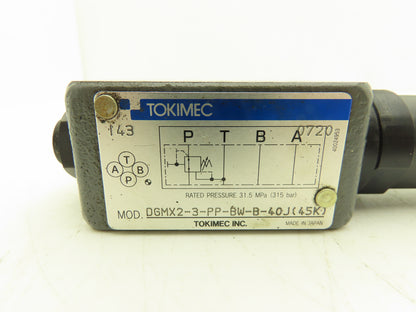 TOKIMEC
143 0720
P T B A
40024953
T
A B
P
RATED PRESSURE 31.5 MPa (315 bar)
MOD. DGMX2-3-PP-BW-B-40J(45K)
TOKIMEC INC. MADE IN JAPAN